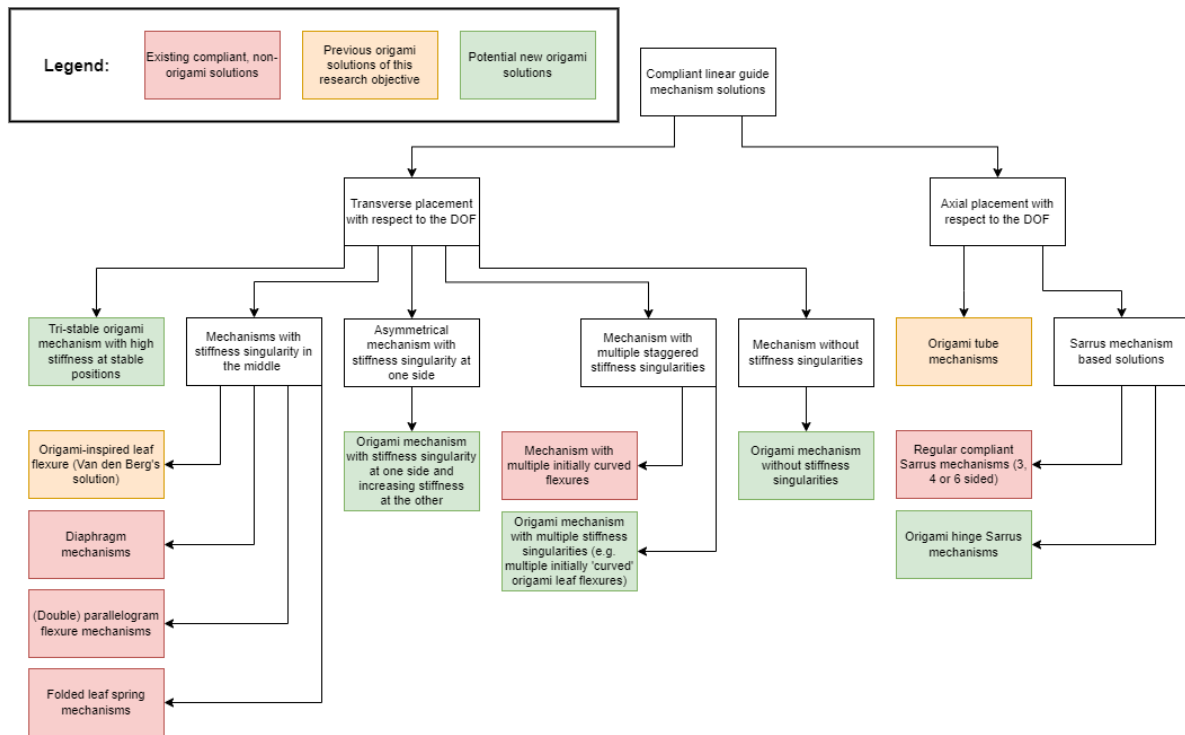 Legend:
Existing compliant, non-
origami solutions
Previous origami
solutions of this
research objective
Potential new origami
solutions
Compliant linear guide
mechanism solutions
Transverse placement
with respect to the DOF
Axial placement with
respect to the DOF
Tri-stable origami
mechanism with high
stiffness at stable
positions
Mechanisms with
stiffness singularity in
the middle
Asymmetrical
mechanism with
stiffness singularity at
one side
Mechanism with
multiple staggered
stiffness singularities
Mechanism without
stiffness singularities
Origami tube
mechanisms
Sarrus mechanism
based solutions
Origami-inspired leaf
flexure (Van den Berg's
solution)
Origami mechanism
with stiffness singularity
at one side and
increasing stiffness
at the other
Mechanism with
multiple initially curved
flexures
Origami mechanism
without stiffness
singularities
Regular compliant
Sarrus mechanisms (3,
4 or 6 sided)
Diaphragm
mechanisms
Origami mechanism
with multiple stiffness
singularities (e.g.
multiple initially 'curved'
origami leaf flexures)
Origami hinge Sarrus
mechanisms
(Double) parallelogram
flexure mechanisms
Folded leaf spring
mechanisms